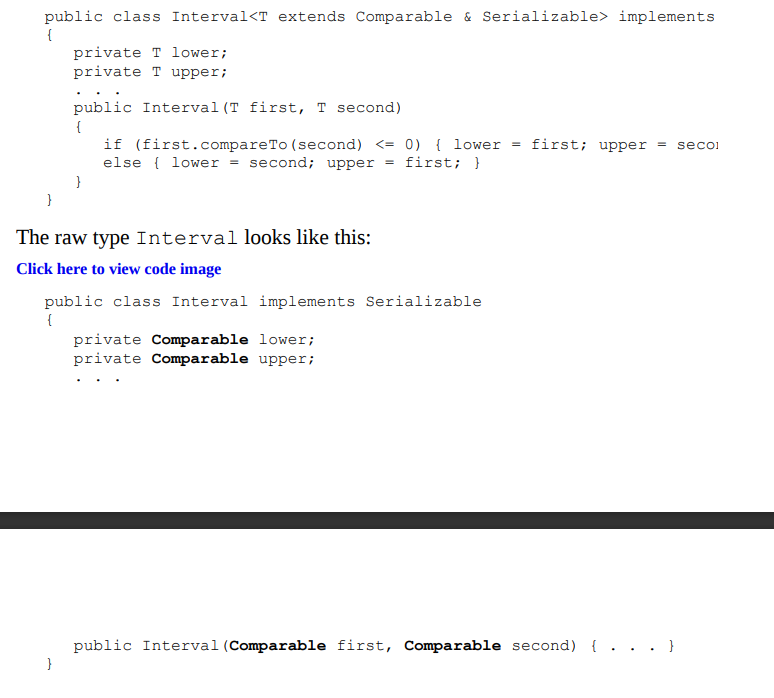 public class Interval<T extends Comparable & Serializable> implements
{
private T lower;
private T upper;
. . .
public Interval(T first, T second)
{
if (first.compareTo(second) <= 0) { lower = first; upper =
else { lower = second; upper = first; }
}
}
The raw type Interval looks like this:
Click here to view code image
public class Interval implements Serializable
{
private Comparable lower;
private Comparable upper;
. . .
public Interval(Comparable first, Comparable second) { . . . }
}